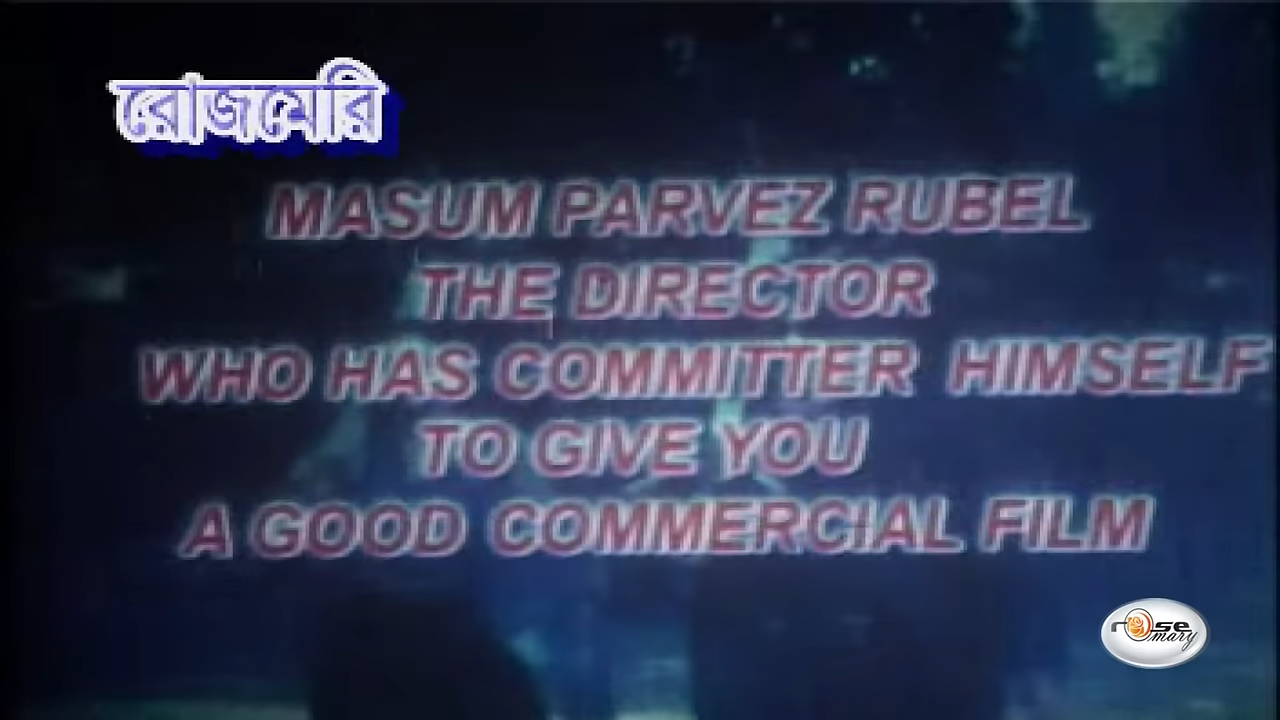 রোজমেরি
MASUM PARVEZ RUBEL
THE DIRECTOR
WHO HAS COMMITTER HIMSELF
TO GIVE YOU
A GOOD COMMERCIAL FILM
rose
mary